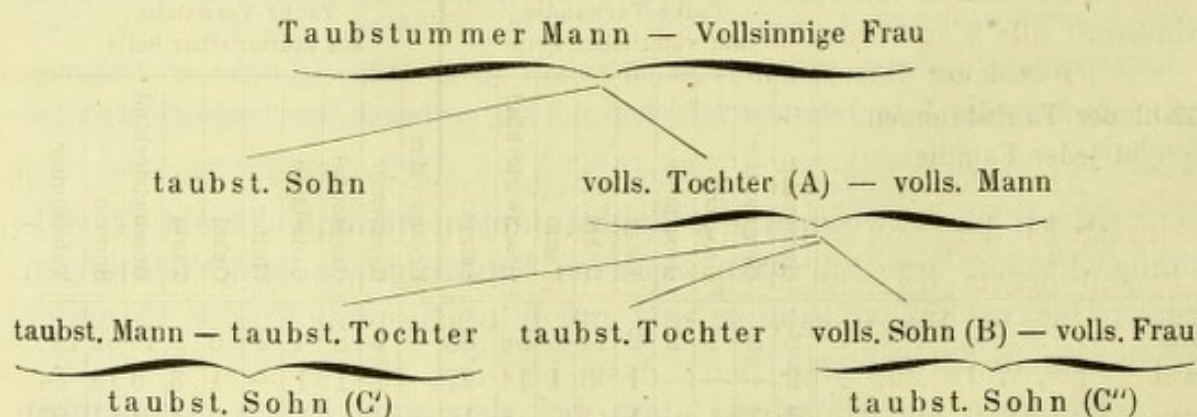 Taubstummer Mann — Vollsinnige Frau
taubst. Sohn volls. Tochter (A) — volls. Mann
taubst. Mann — taubst. Tochter taubst. Tochter volls. Sohn (B) — volls. Frau
taubst. Sohn (C') taubst. Sohn (C")